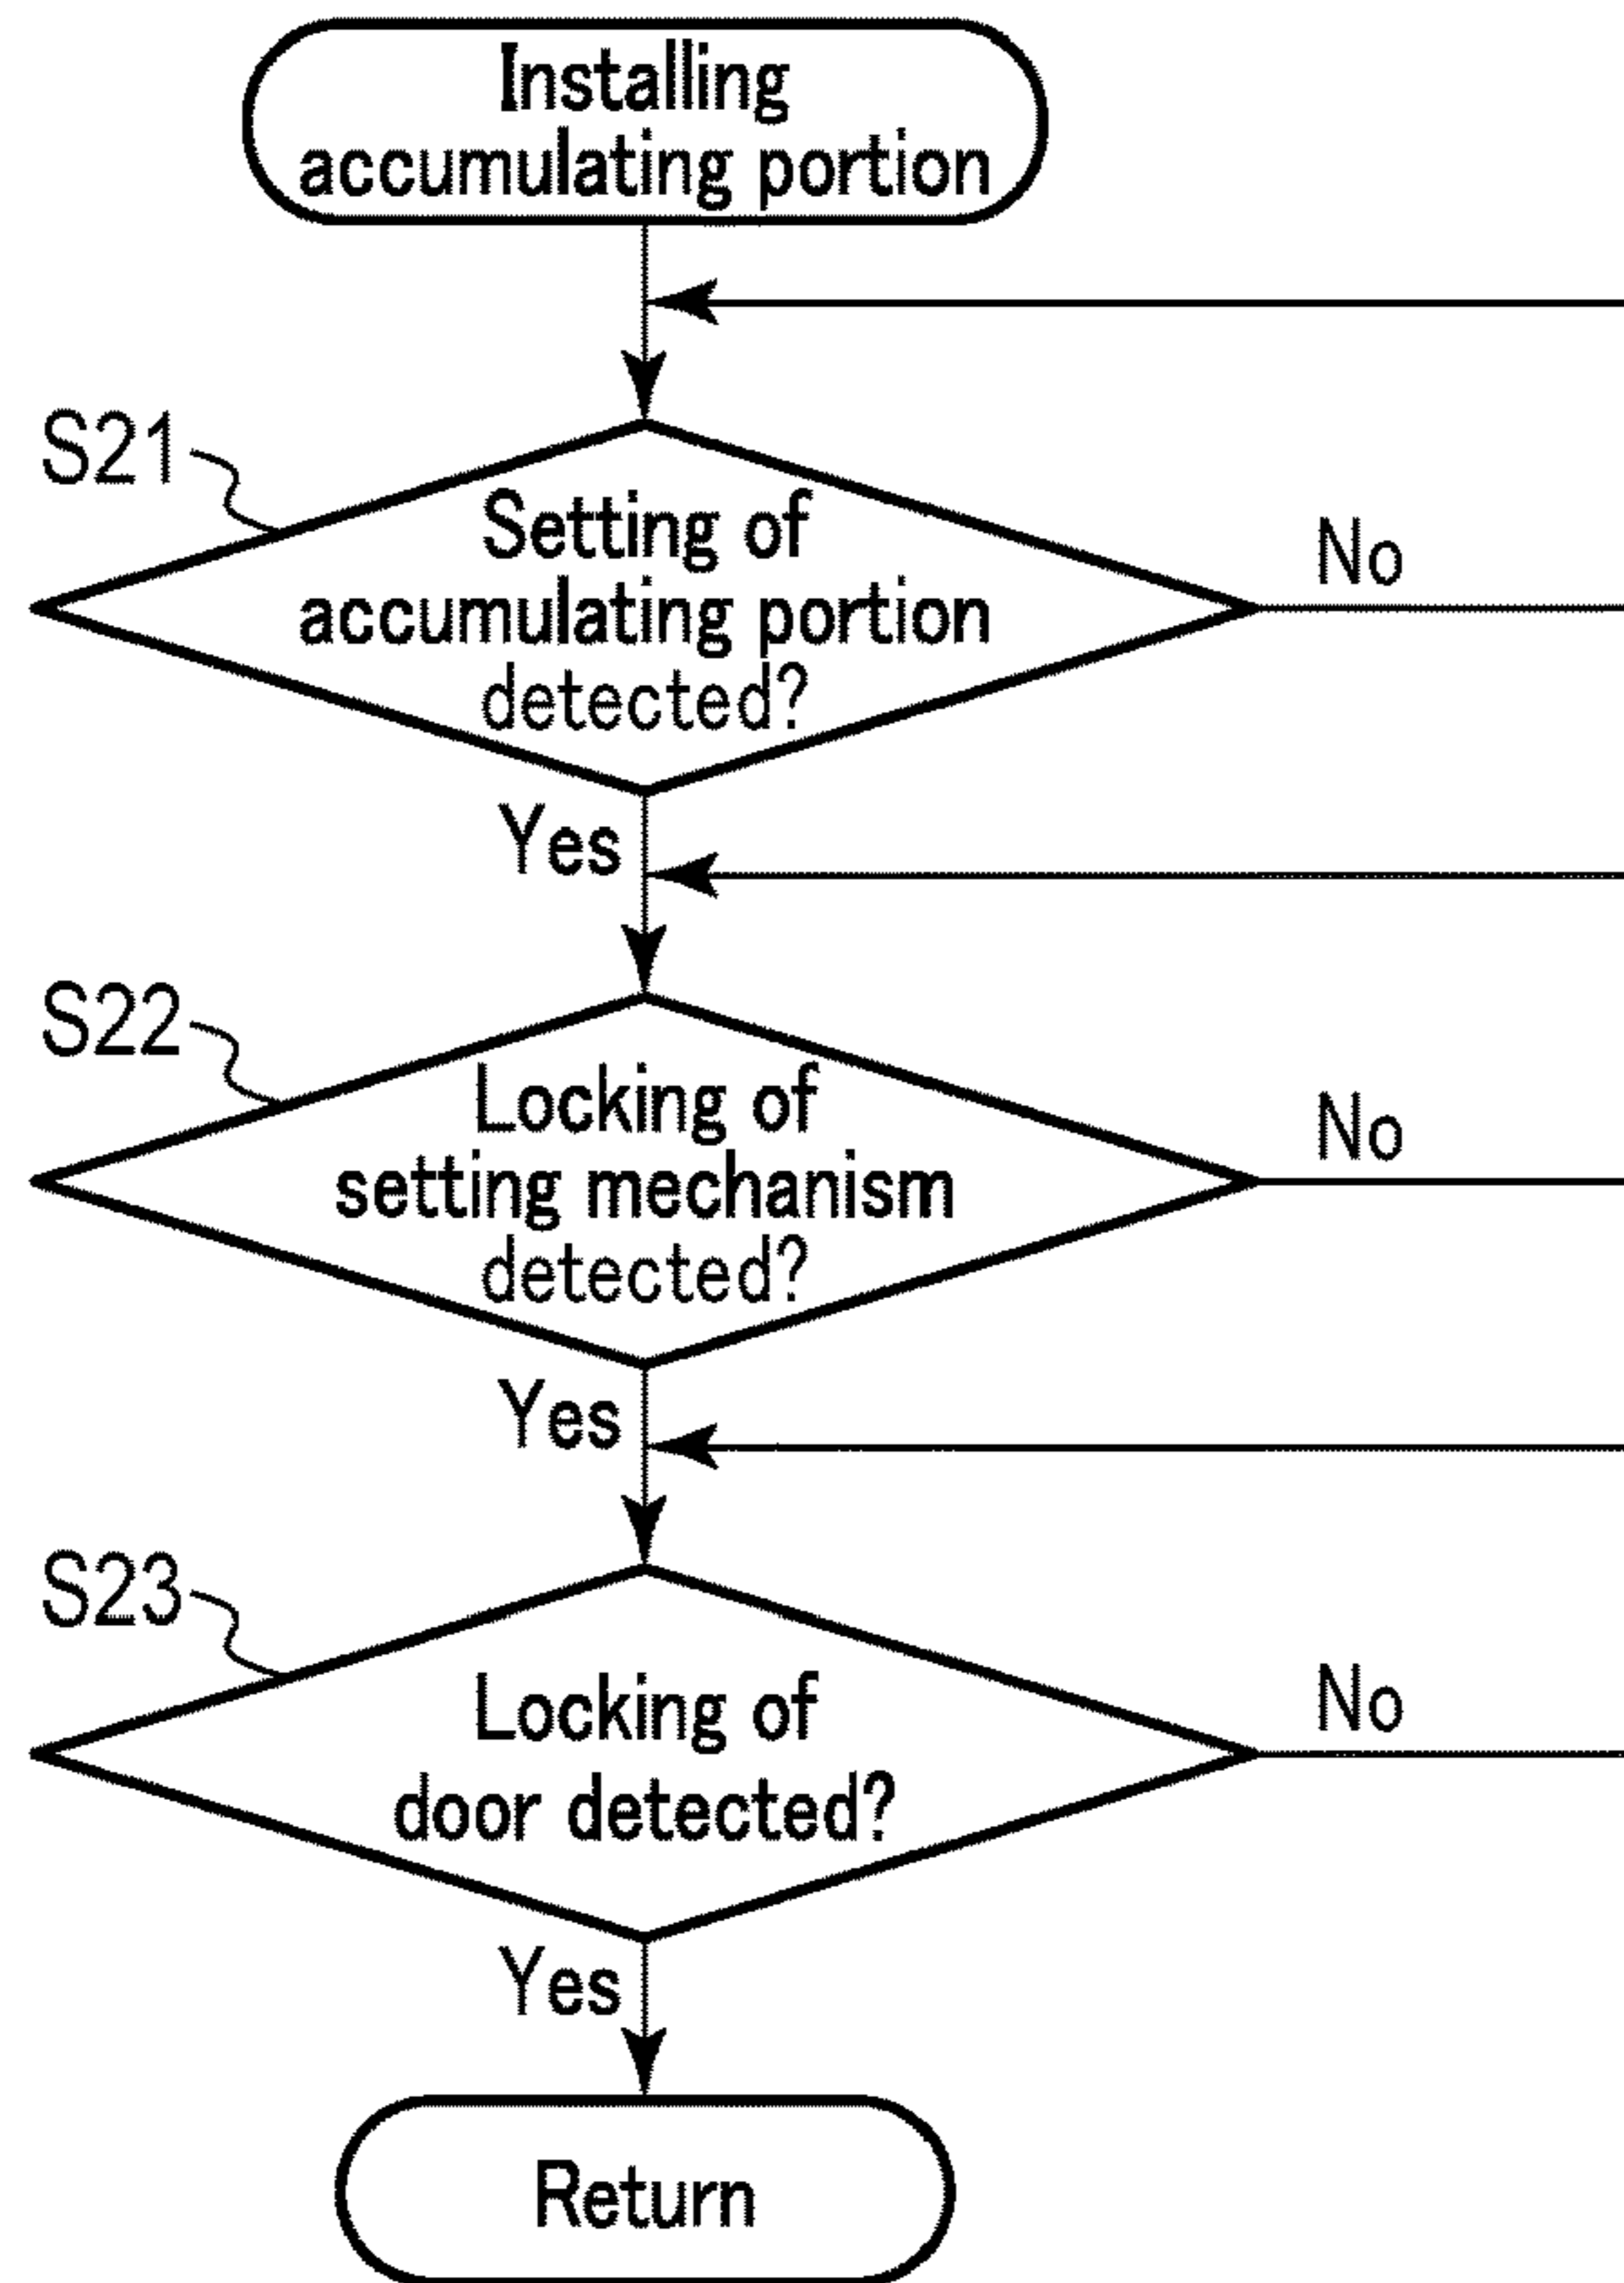 Installing
accumulating portion
S21
Setting of
accumulating portion
detected?
No
Yes
S22
Locking of
setting mechanism
detected?
No
Yes
S23
Locking of
door detected?
No
Yes
Return